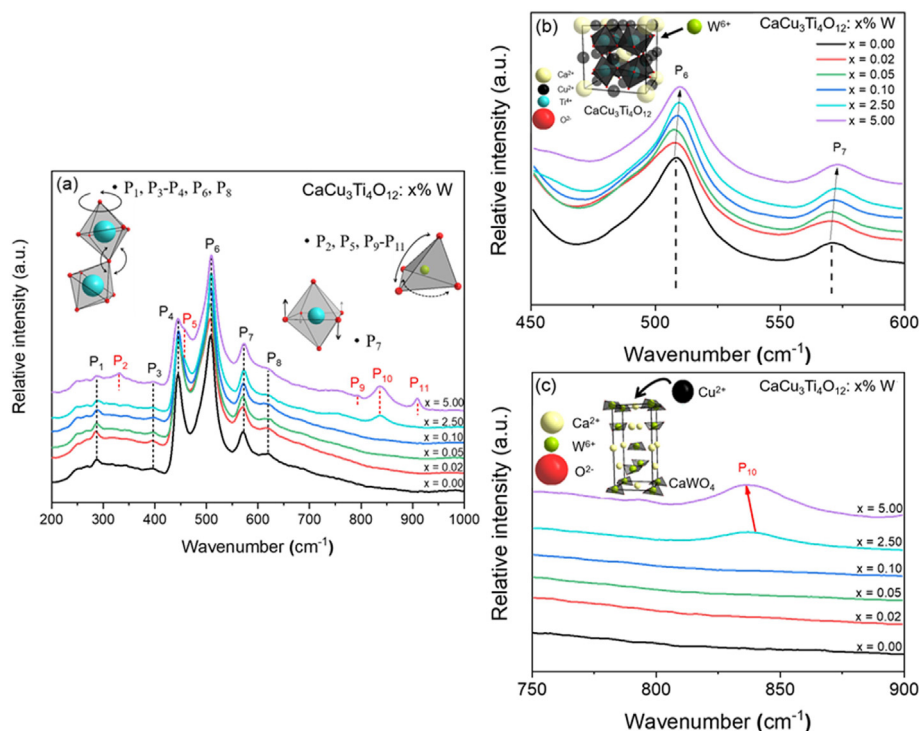 (a)
• P₁, P₃-P₄, P₆, P₈
CaCu₃Ti₄O₁₂: x% W
• P₂, P₅, P₉-P₁₁
• P₇
P₁
P₂
P₃
P₄
P₅
P₆
P₇
P₈
P₉
P₁₀
P₁₁
x = 5.00
x = 2.50
x = 0.10
x = 0.05
x = 0.02
x = 0.00
200 300 400 500 600 700 800 900 1000
Wavenumber (cm⁻¹)
Relative intensity (a.u.)
(b)
W⁶⁺
CaCu₃Ti₄O₁₂: x% W
x = 0.00
x = 0.02
x = 0.05
x = 0.10
x = 2.50
x = 5.00
Ca²⁺
Cu²⁺
Ti⁴⁺
O²⁻
CaCu₃Ti₄O₁₂
P₆
P₇
450 500 550 600
Wavenumber (cm⁻¹)
Relative intensity (a.u.)
(c)
Cu²⁺
CaCu₃Ti₄O₁₂: x% W
Ca²⁺
W⁶⁺
O²⁻
CaWO₄
P₁₀
x = 5.00
x = 2.50
x = 0.10
x = 0.05
x = 0.02
x = 0.00
750 800 850 900
Wavenumber (cm⁻¹)
Relative intensity (a.u.)